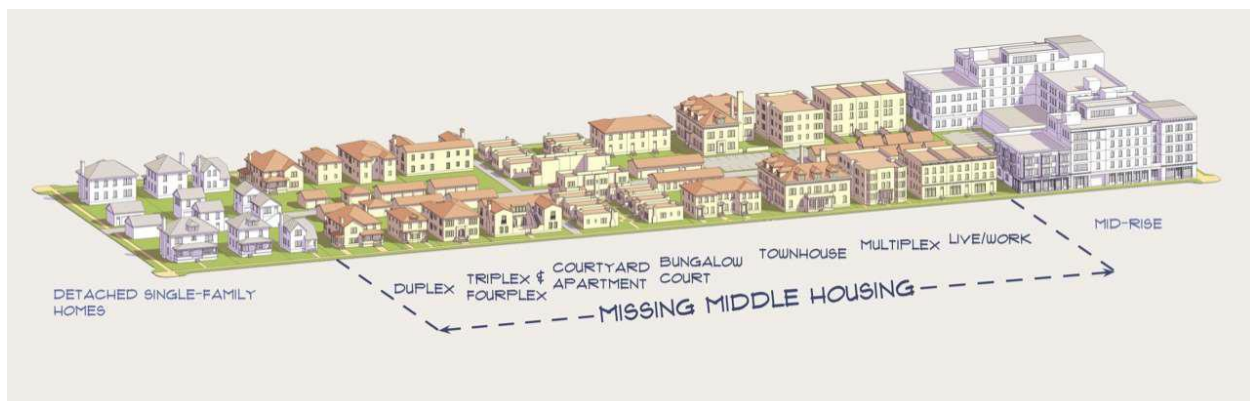 DETACHED SINGLE-FAMILY
HOMES
DUPLEX
TRIPLEX &
FOURPLEX
COURTYARD
APARTMENT
BUNGALOW
COURT
TOWNHOUSE
MULTIPLEX
LIVE/WORK
MID-RISE
MISSING MIDDLE HOUSING